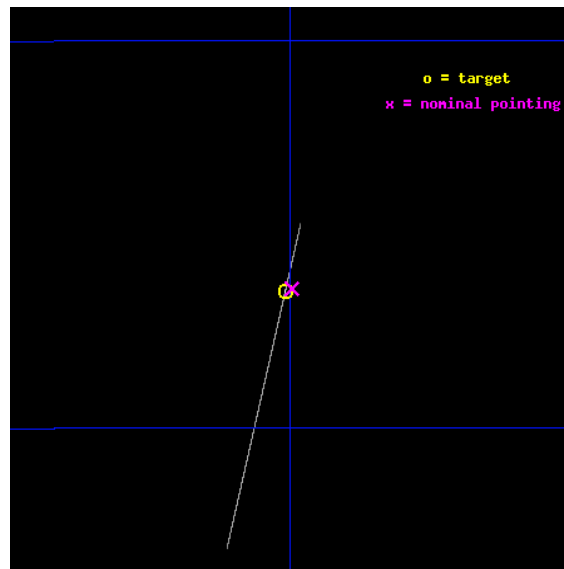 o = target
x = nominal pointing